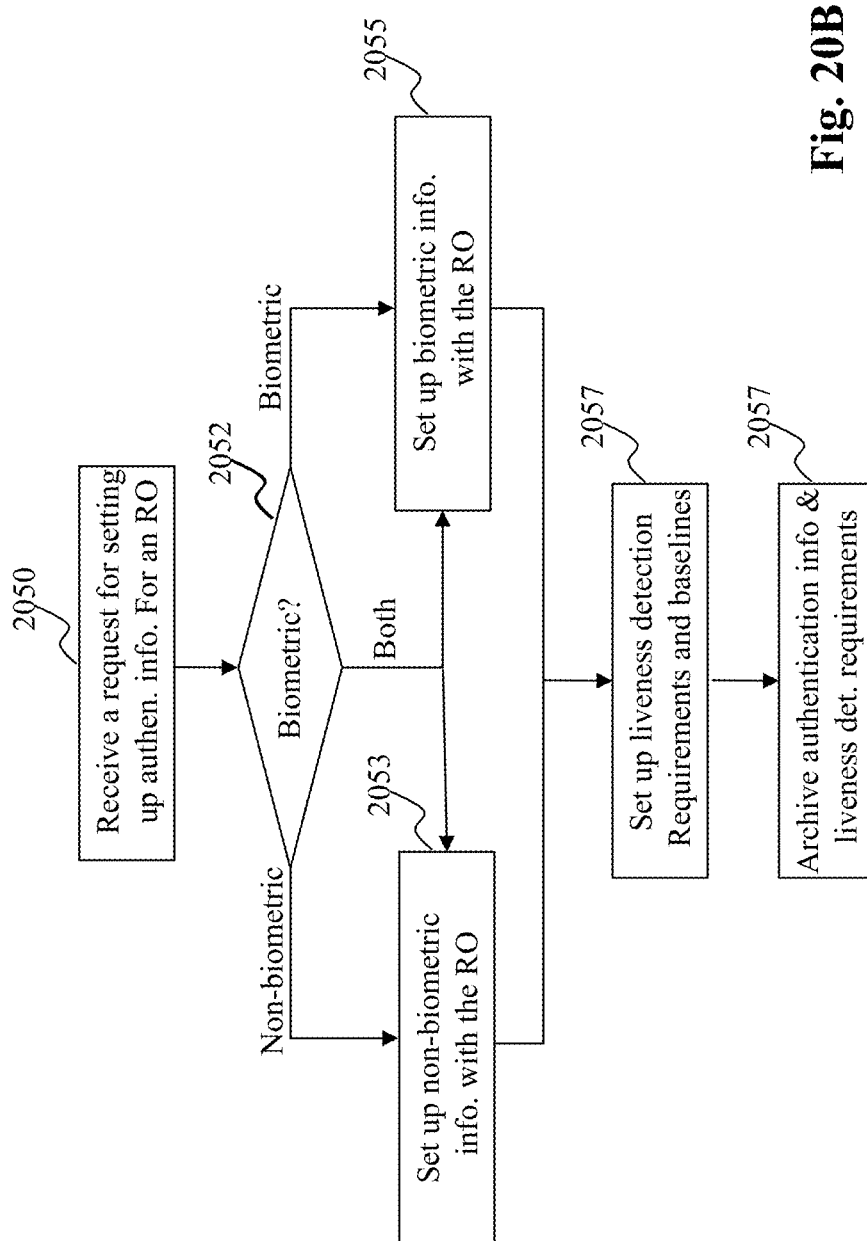 2050
Receive a request for setting
up authen. info. For an RO
2052
Biometric?
Non-biometric
Biometric
Both
2053
Set up non-biometric
info. with the RO
2055
Set up biometric info.
with the RO
2057
Set up liveness detection
Requirements and baselines
2057
Archive authentication info &
liveness det. requirements
Fig. 20B